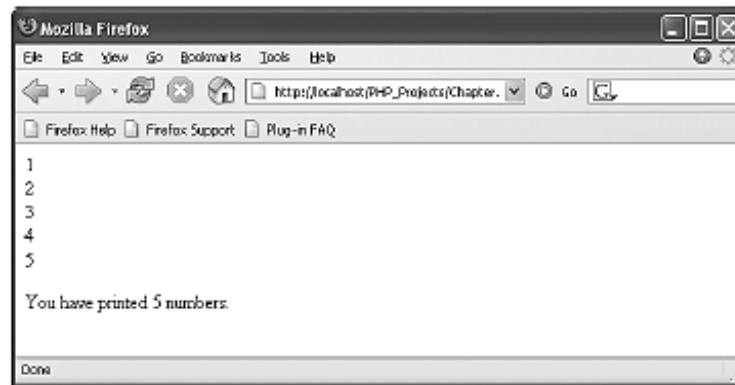 Mozilla Firefox
File Edit View Go Bookmarks Tools Help
http://localhost/PHP_Projects/Chapter. Go G
Firefox Help Firefox Support Plug-in FAQ
1
2
3
4
5
You have printed 5 numbers.
Done